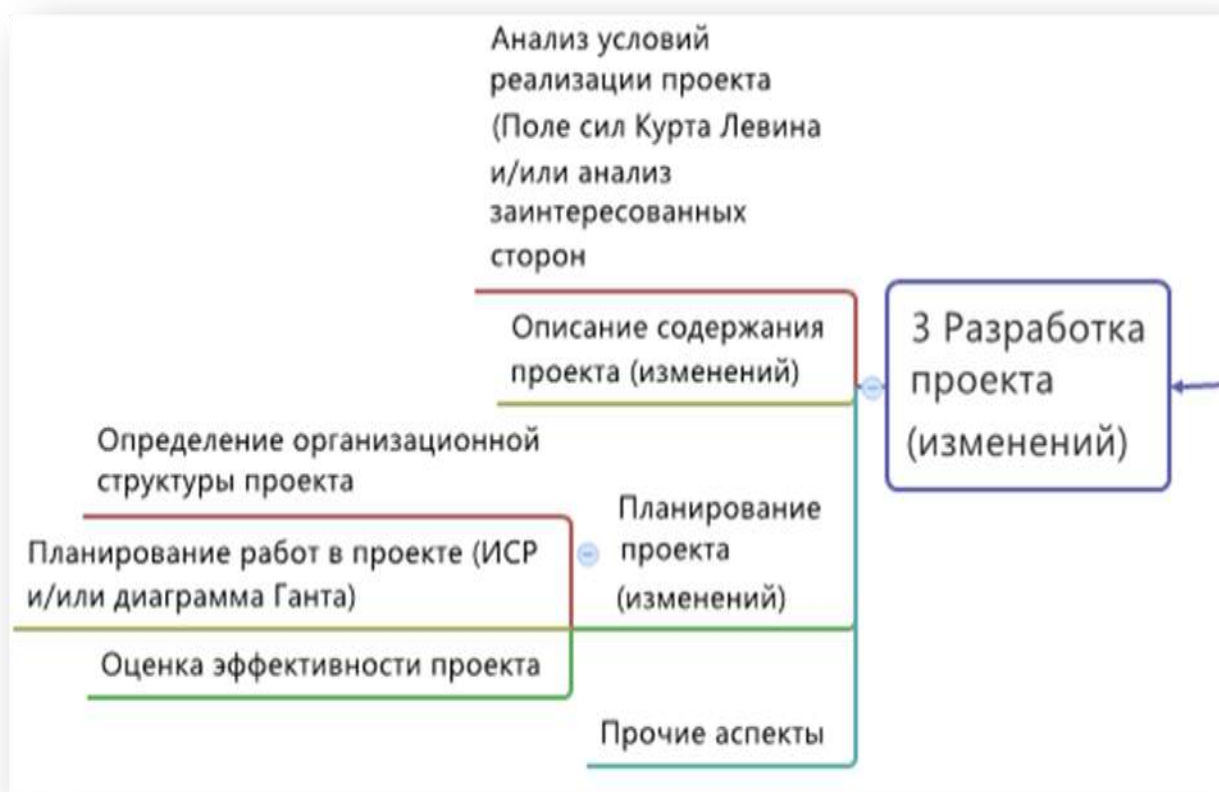 Анализ условий
реализации проекта
(Поле сил Курта Левина
и/или анализ
заинтересованных
сторон
Описание содержания
проекта (изменений)
3 Разработка
проекта
(изменений)
Определение организационной
структуры проекта
Планирование работ в проекте (ИСР
и/или диаграмма Ганта)
Оценка эффективности проекта
Планирование
проекта
(изменений)
Прочие аспекты